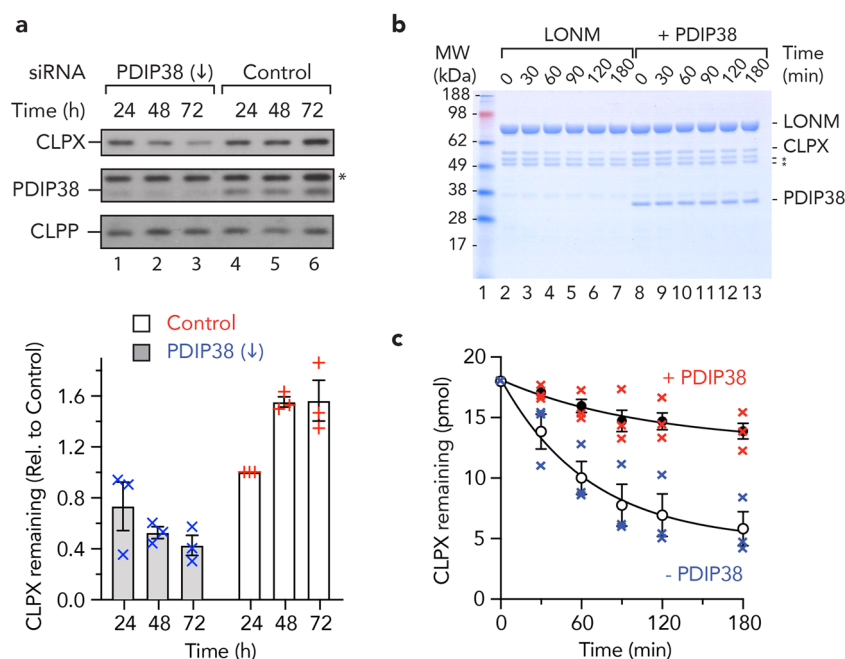 a
siRNA PDIP38 (↓) Control
Time (h) 24 48 72 24 48 72
CLPX
PDIP38 *
CLPP
1 2 3 4 5 6
Control
PDIP38 (↓)
CLPX remaining (Rel. to Control)
1.6
1.2
0.8
0.4
0.0
24 48 72 24 48 72
Time (h)
b
LONM + PDIP38
MW (kDa) 0 30 60 90 120 180 0 30 60 90 120 180 Time (min)
188
98
62
49
38
28
17
LONM
CLPX
*
*
PDIP38
1 2 3 4 5 6 7 8 9 10 11 12 13
c
CLPX remaining (pmol)
20
15
10
5
0
+ PDIP38
- PDIP38
0 60 120 180
Time (min)